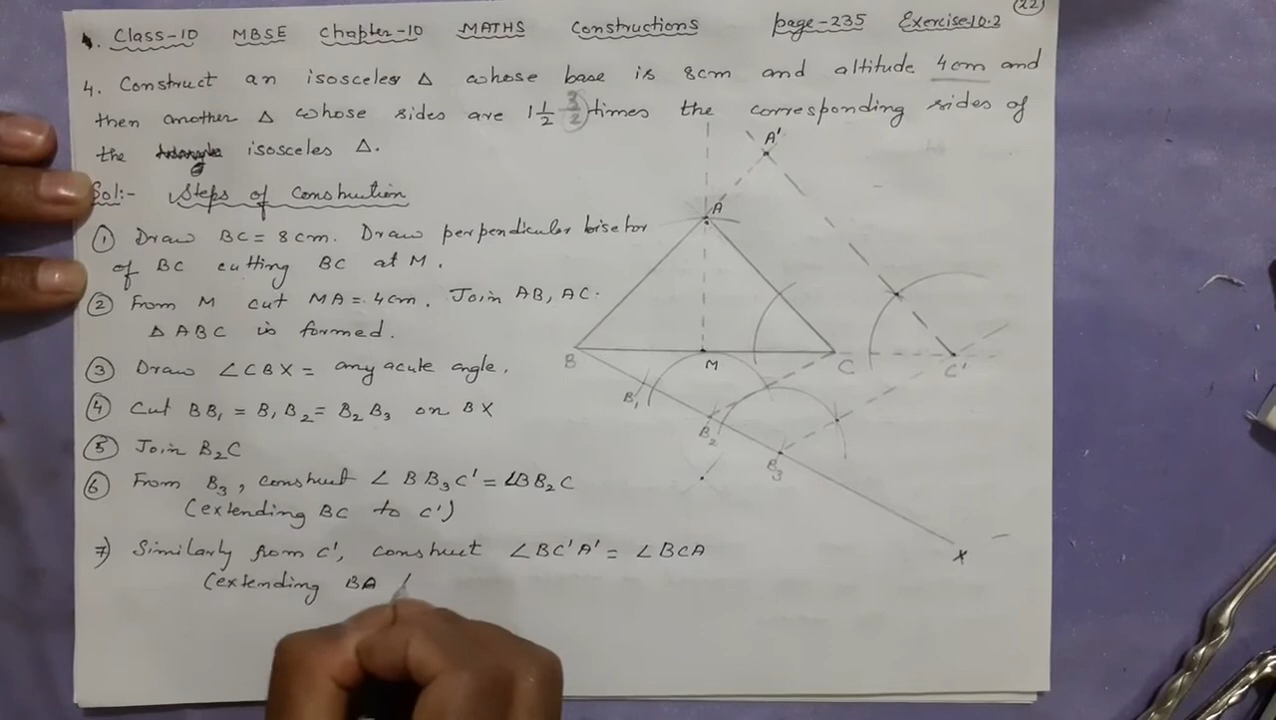 (22)
Class-10 MBSE Chapter-10 MATHS Constructions page-235 Exercise-10.2
4. Construct an isosceles Δ whose base is 8cm and altitude 4cm and
then another Δ whose sides are 1 1/2 3/2 times the corresponding sides of
the isosceles Δ.
Sol:- Steps of Construction
① Draw BC = 8cm. Draw perpendicular bisector
of BC cutting BC at M.
② From M cut MA = 4cm. Join AB, AC.
Δ ABC is formed.
③ Draw ∠CBX = any acute angle.
④ Cut BB₁ = B₁B₂ = B₂B₃ on BX
⑤ Join B₂C
⑥ From B₃, construct ∠ BB₃C' = ∠BB₂C
(extending BC to C')
7) Similarly from C', construct ∠BC'A' = ∠BCA
(extending BA
A'
A
B
M
C
C'
B₁
B₂
B₃
X